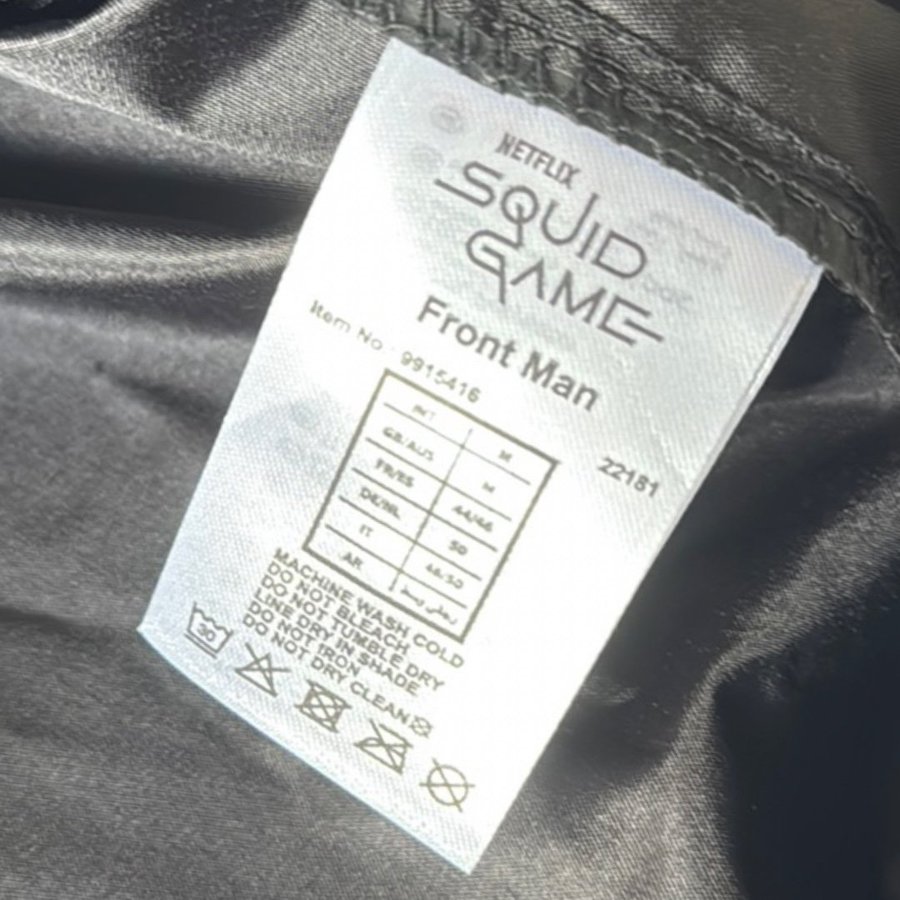 NETFLIX
SQUID
GAME
Front Man
Item No.: 9915416
22181
INT M
GB/AUS M
FR/ES 44/46
DE/NL 50
IT 48/50
AR رجالي وسط
MACHINE WASH COLD
DO NOT BLEACH
DO NOT TUMBLE DRY
LINE DRY IN SHADE
DO NOT IRON
DO NOT DRY CLEAN
30